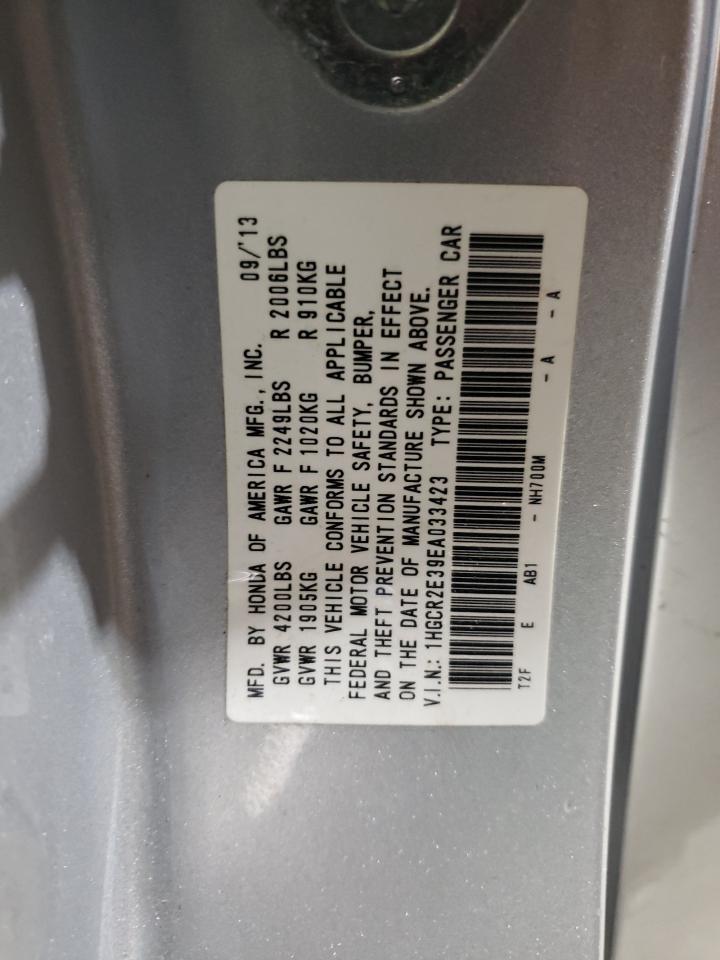 MFD. BY HONDA OF AMERICA MFG., INC. 09/'13
GVWR 4200LBS GAWR F 2249LBS R 2006LBS
GVWR 1905KG GAWR F 1020KG R 910KG
THIS VEHICLE CONFORMS TO ALL APPLICABLE
FEDERAL MOTOR VEHICLE SAFETY, BUMPER,
AND THEFT PREVENTION STANDARDS IN EFFECT
ON THE DATE OF MANUFACTURE SHOWN ABOVE.
V.I.N.: 1HGCR2E39EA033423 TYPE: PASSENGER CAR
T2F E AB1 - NH700M - A - A